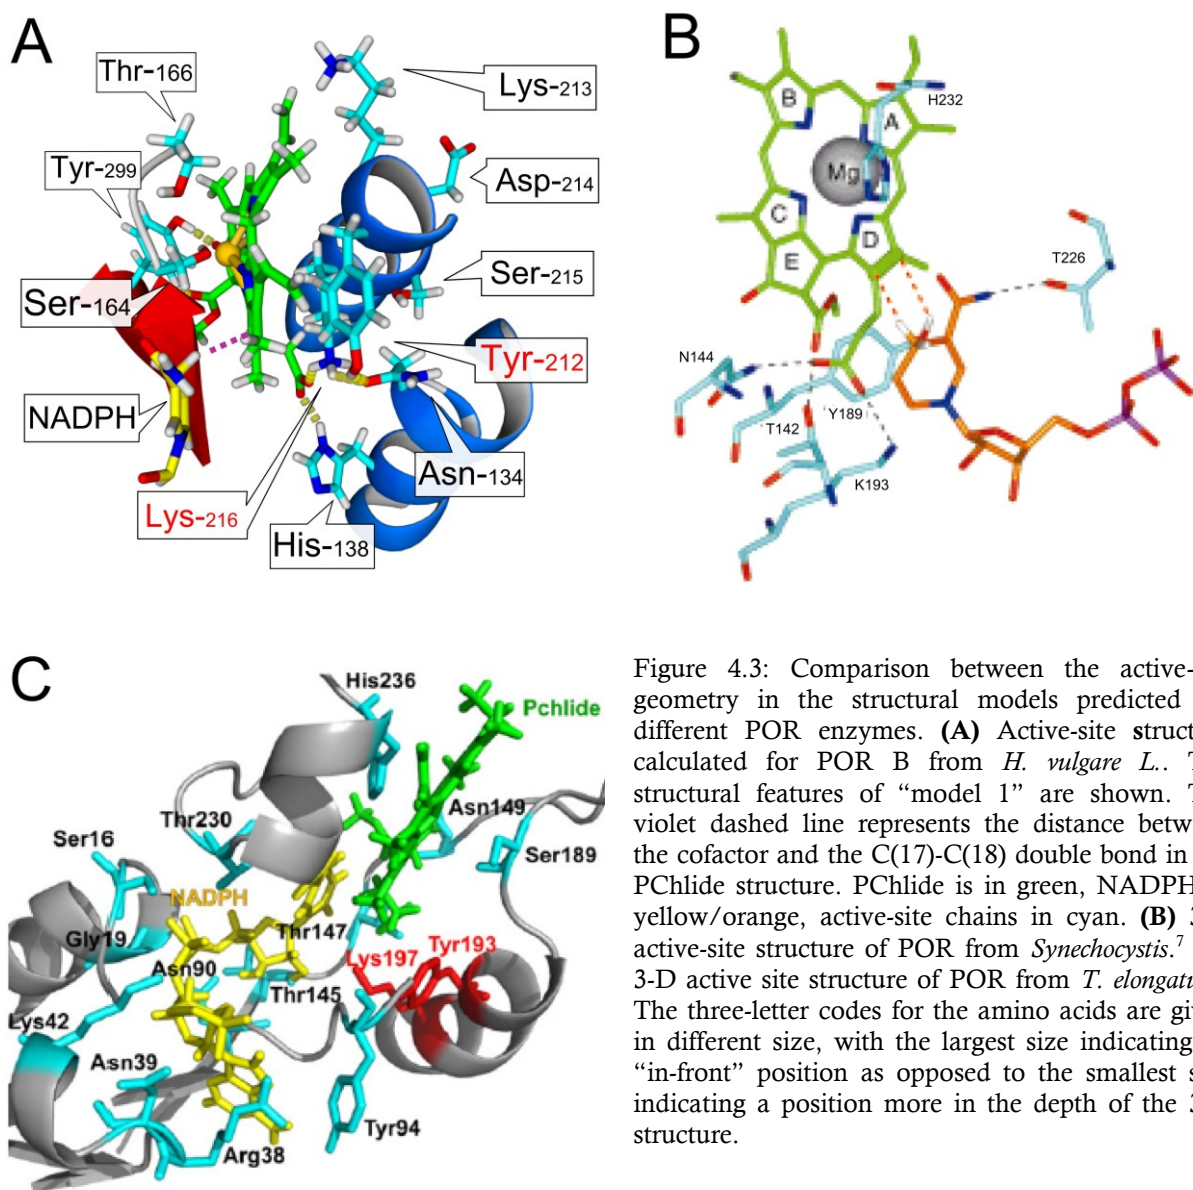 A
Thr-166
Lys-213
Tyr-299
Asp-214
Ser-215
Ser-164
Tyr-212
NADPH
Asn-134
Lys-216
His-138
B
B
A
H232
Mg
C
D
E
T226
N144
T142
Y189
K193
C
His236
Pchlide
Asn149
Thr230
Ser16
Ser189
NADPH
Thr147
Gly19
Tyr193
Lys197
Asn90
Thr145
Lys42
Asn39
Tyr94
Arg38
Figure 4.3: Comparison between the active-
geometry in the structural models predicted
different POR enzymes. (A) Active-site struct
calculated for POR B from H. vulgare L.. T
structural features of “model 1” are shown. T
violet dashed line represents the distance betw
the cofactor and the C(17)-C(18) double bond in
PChlide structure. PChlide is in green, NADPH
yellow/orange, active-site chains in cyan. (B) 3
active-site structure of POR from Synechocystis.7
3-D active site structure of POR from T. elongatu
The three-letter codes for the amino acids are giv
in different size, with the largest size indicating
“in-front” position as opposed to the smallest s
indicating a position more in the depth of the 3
structure.